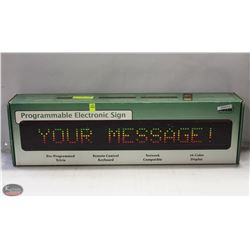 Programmable Electronic Sign
YOUR MESSAGE!
Pre-Programmed Remote Control Network 16-Color
Trivia Keyboard Compatible Display